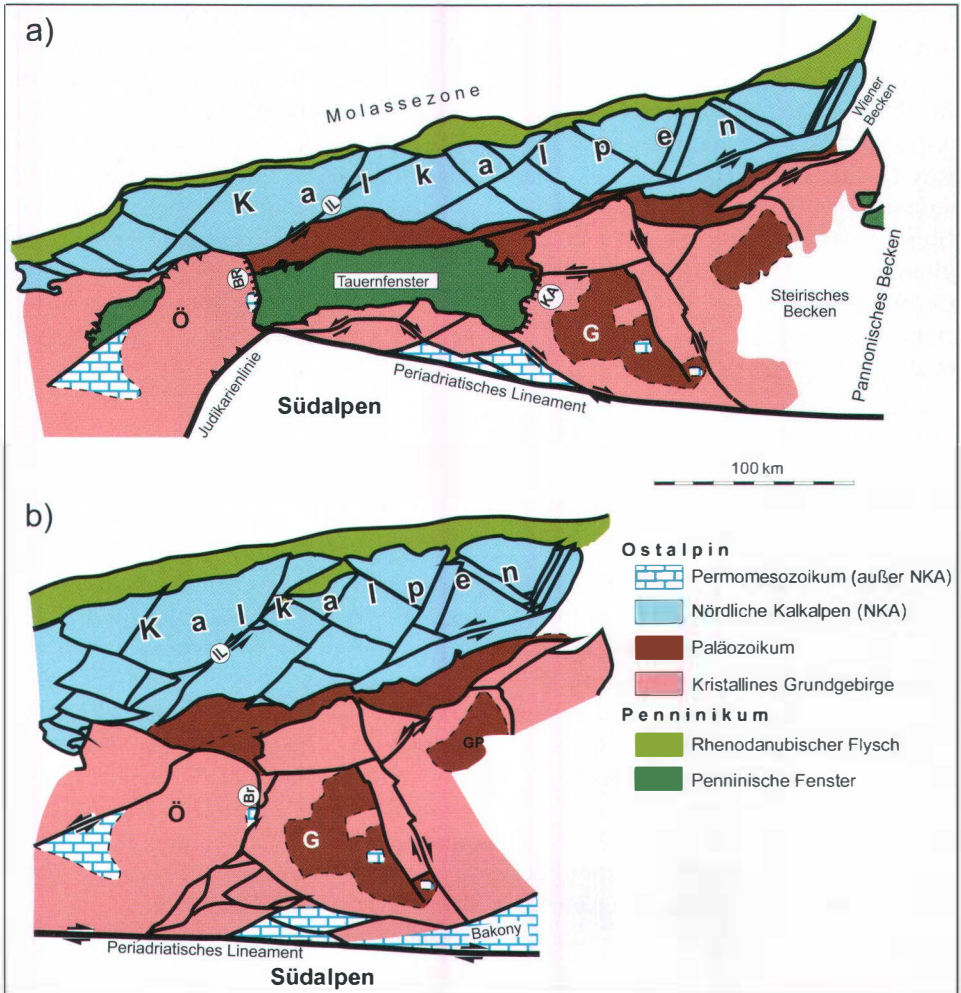 a)
Molassezone
Wiener
Becken
Kalkalpen
IL
BR
Tauernfenster
KA
Ö
G
Steirisches
Becken
Pannonisches Becken
Judikarienlinie
Periadriatisches Lineament
Südalpen
100 km
b)
Kalkalpen
IL
GP
Br
Ö
G
Bakony
Periadriatisches Lineament
Südalpen
Ostalpin
Permomesozoikum (außer NKA)
Nördliche Kalkalpen (NKA)
Paläozoikum
Kristallines Grundgebirge
Penninikum
Rhenodanubischer Flysch
Penninische Fenster